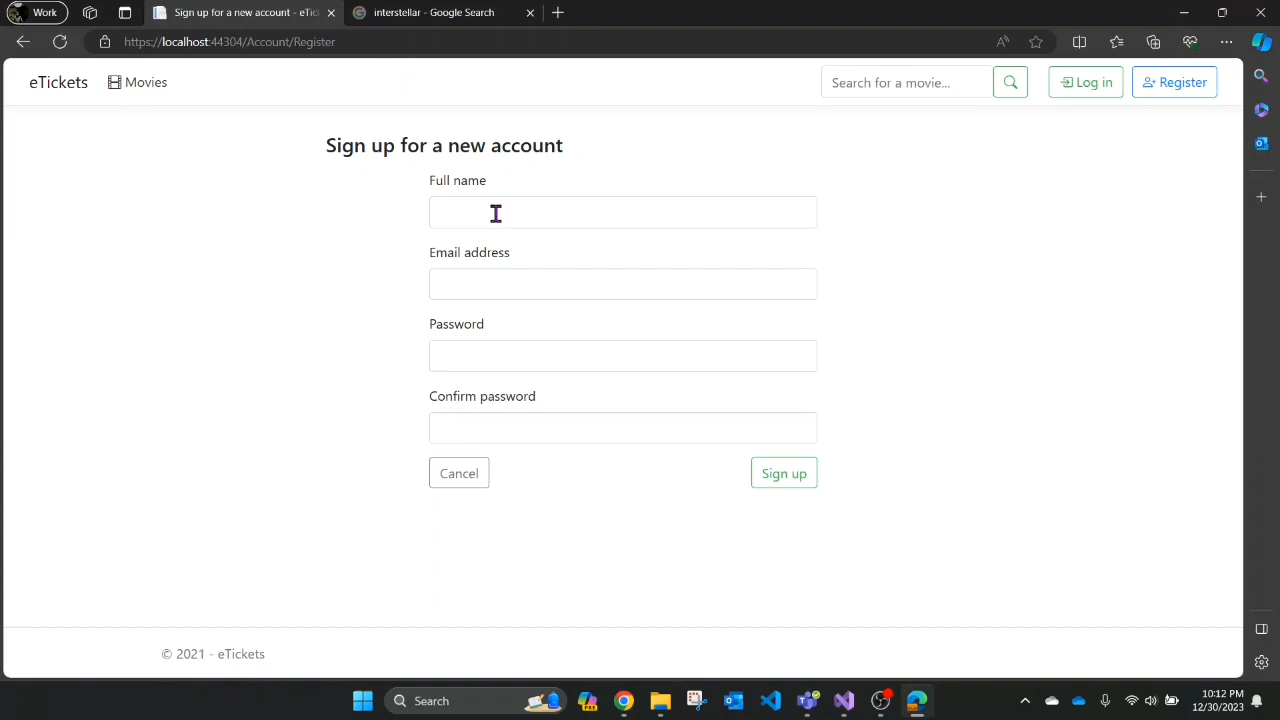 Work
Sign up for a new account - eTic
interstellar - Google Search
https://localhost:44304/Account/Register
eTickets
Movies
Search for a movie...
Log in
Register
Sign up for a new account
Full name
Email address
Password
Confirm password
Cancel
Sign up
© 2021 - eTickets
Search
10:12 PM
12/30/2023